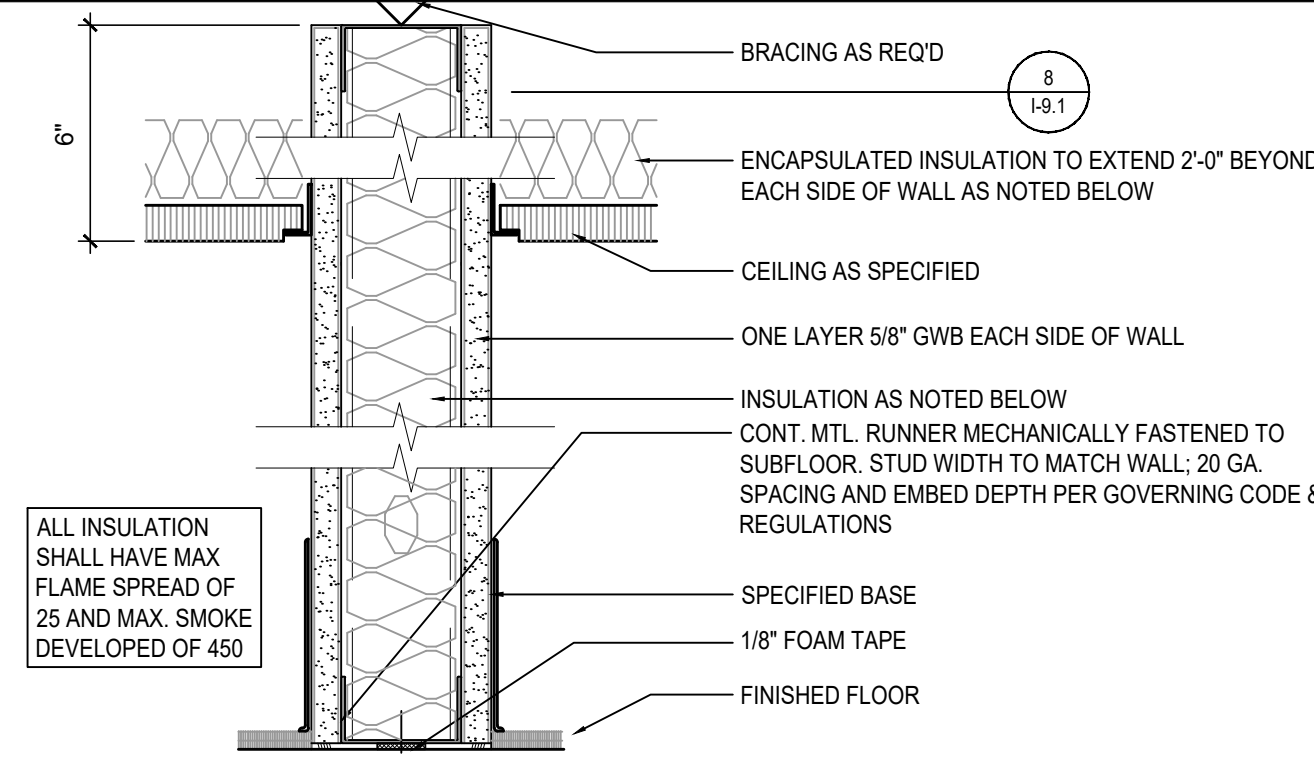 BRACING AS REQ'D
8
I-9.1
6"
ENCAPSULATED INSULATION TO EXTEND 2'-0" BEYOND
EACH SIDE OF WALL AS NOTED BELOW
CEILING AS SPECIFIED
ONE LAYER 5/8" GWB EACH SIDE OF WALL
INSULATION AS NOTED BELOW
CONT. MTL. RUNNER MECHANICALLY FASTENED TO
SUBFLOOR. STUD WIDTH TO MATCH WALL; 20 GA.
SPACING AND EMBED DEPTH PER GOVERNING CODE &
REGULATIONS
ALL INSULATION
SHALL HAVE MAX
FLAME SPREAD OF
25 AND MAX. SMOKE
DEVELOPED OF 450
SPECIFIED BASE
1/8" FOAM TAPE
FINISHED FLOOR